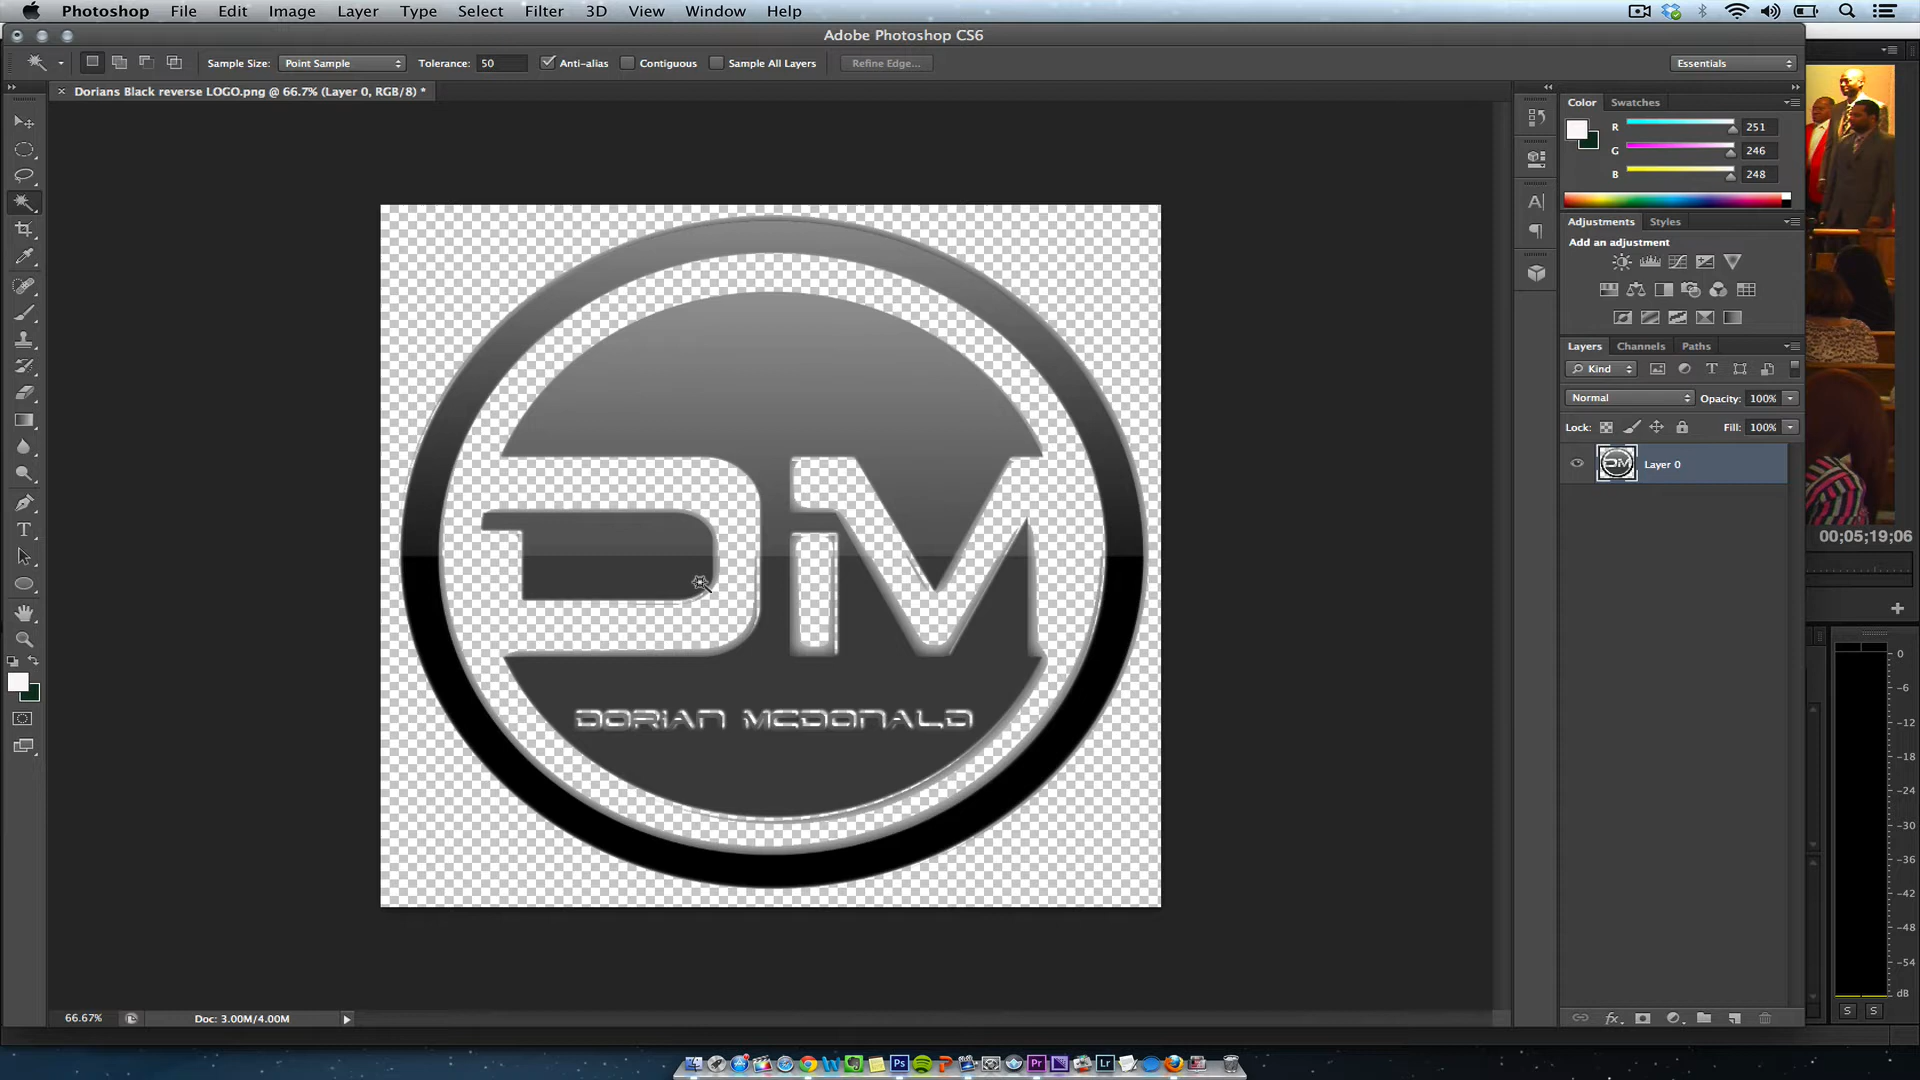 Photoshop File Edit Image Layer Type Select Filter 3D View Window Help
Adobe Photoshop CS6
Sample Size: Point Sample Tolerance: 50 Anti-alias Contiguous Sample All Layers Refine Edge... Essentials
Dorians Black reverse LOGO.png @ 66.7% (Layer 0, RGB/8) *
Color Swatches
R 251
G 246
B 248
Adjustments Styles
Add an adjustment
Layers Channels Paths
Kind
Normal Opacity: 100%
Lock: Fill: 100%
Layer 0
DM
DORIAN MCDONALD
00;05;19;06
0
-6
-12
-18
-24
-30
-36
-42
-48
-54
dB
S S
66.67% Doc: 3.00M/4.00M
Ps Pr Lr